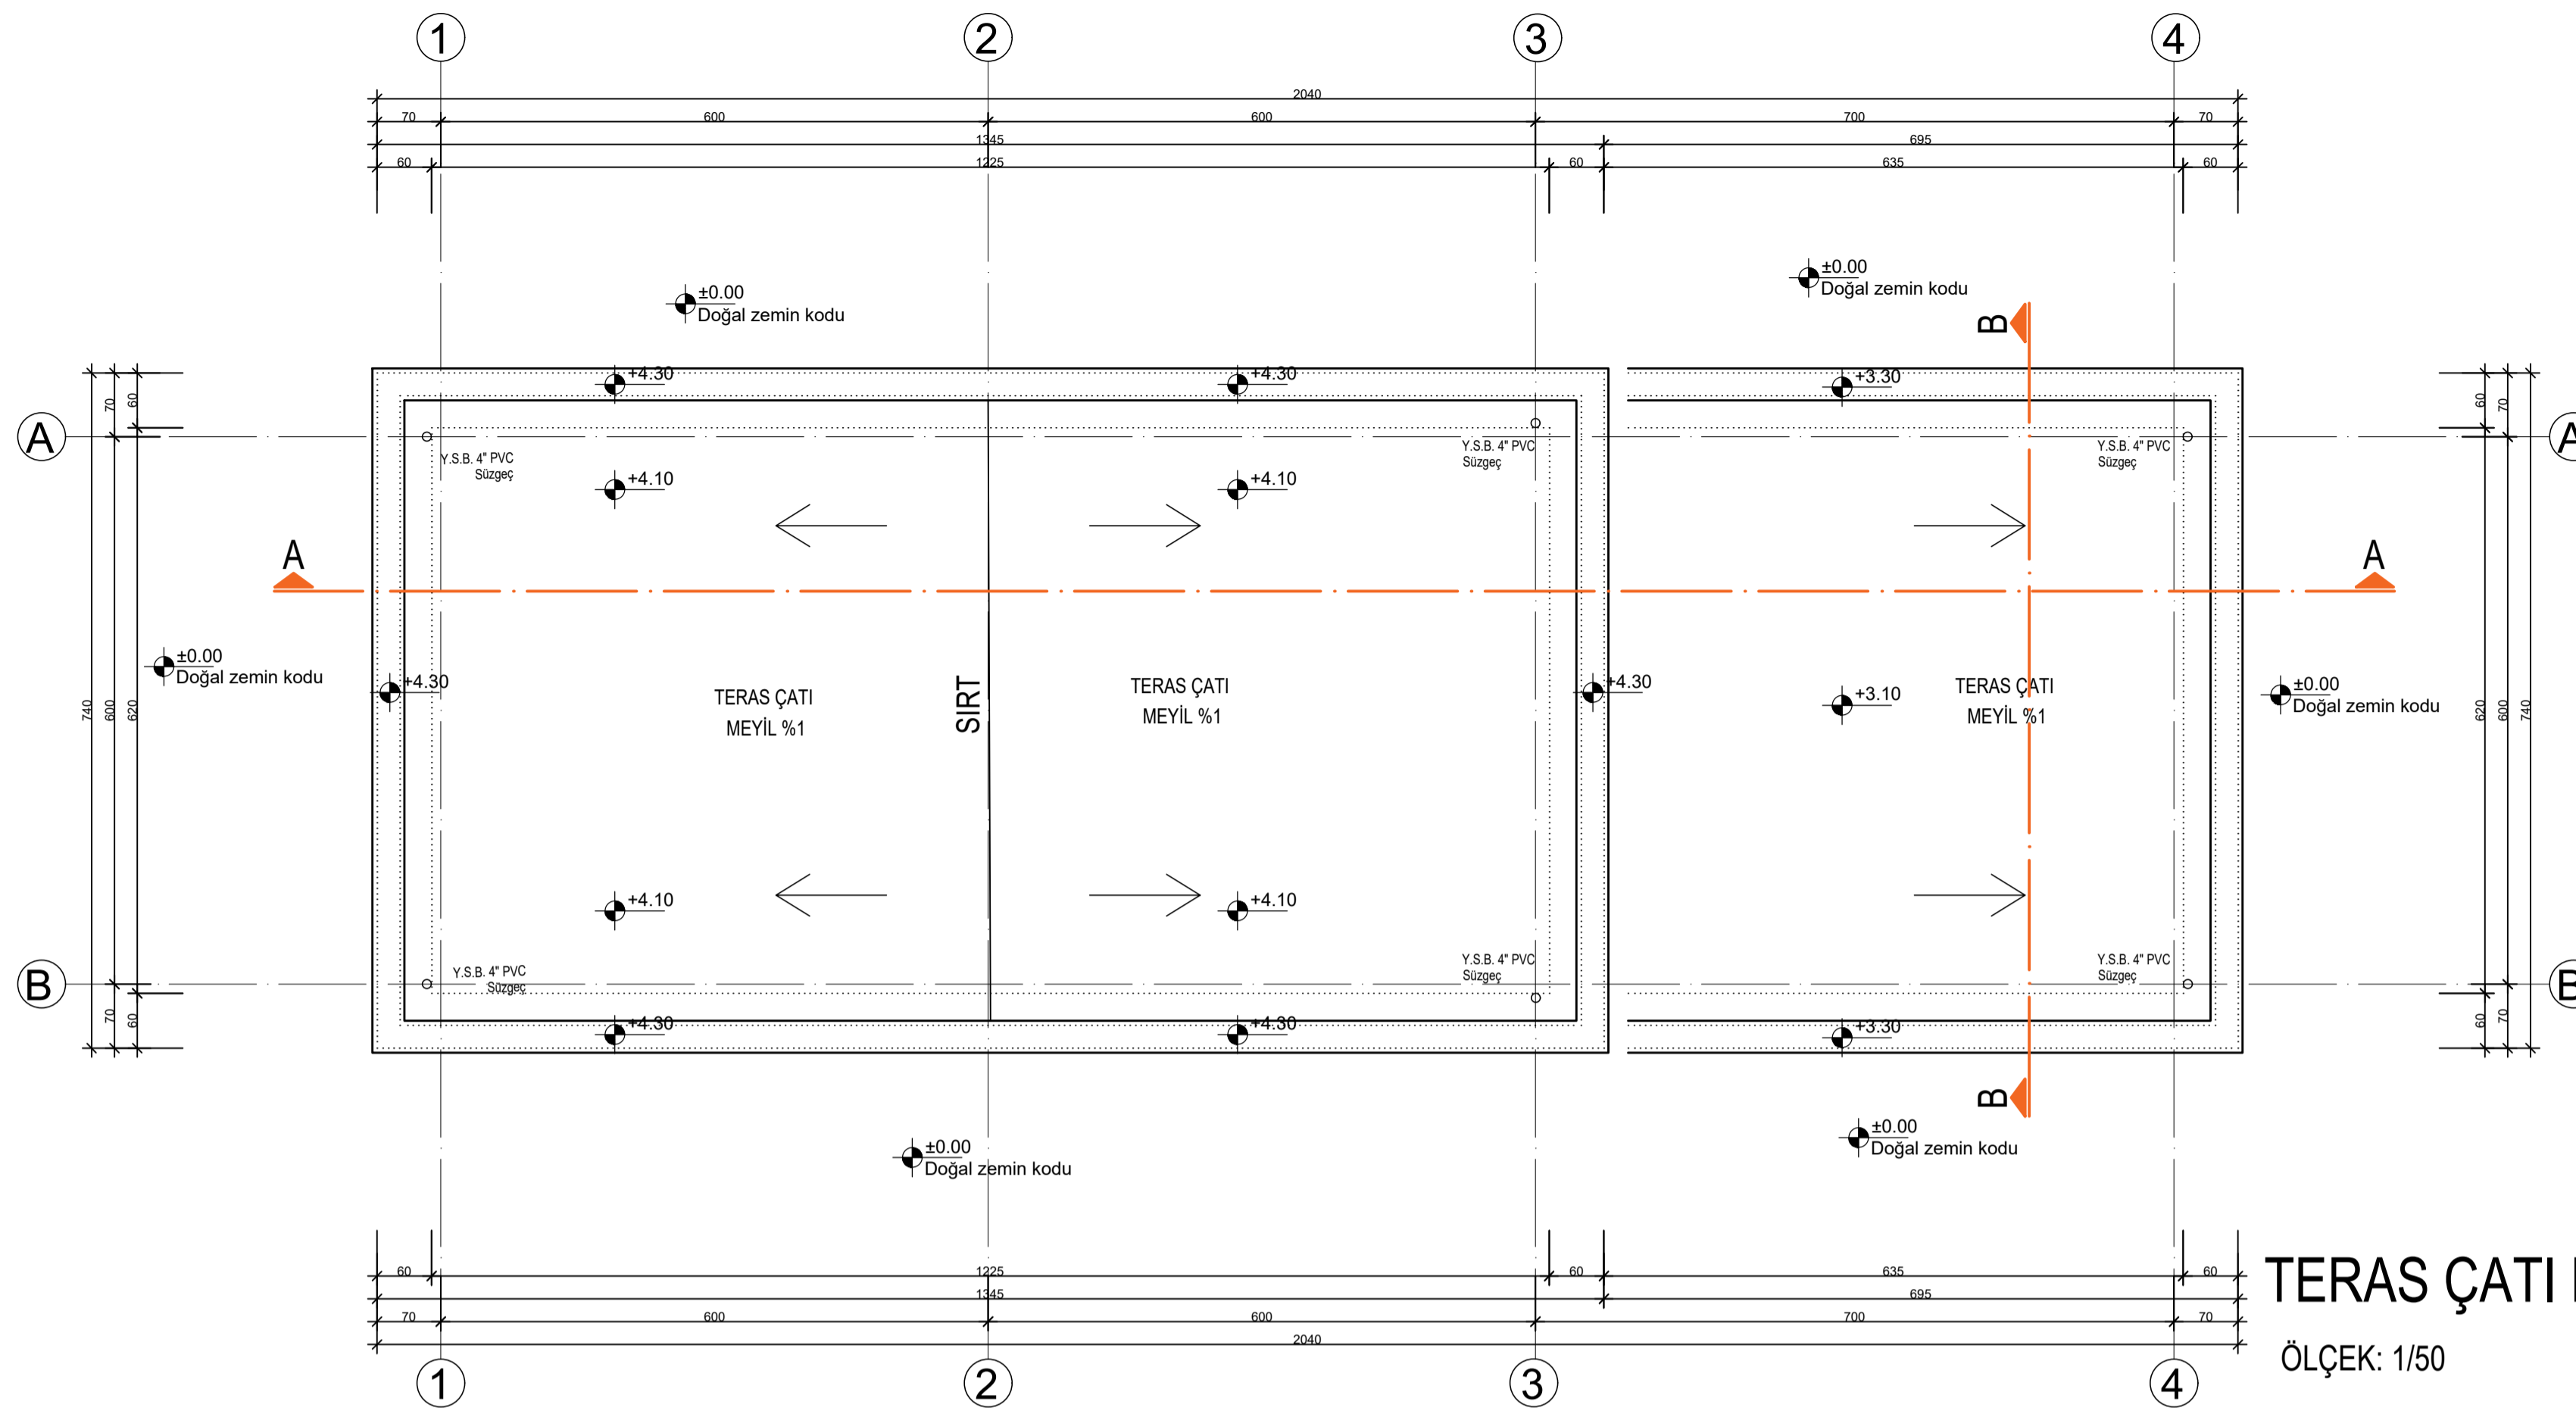 1 2 3 4
2040
70 600 600 700 70
1345 695
60 1225 60 635 60
±0.00
Doğal zemin kodu
±0.00
Doğal zemin kodu
B
+4.30 +4.30 +3.30
70 60
60 70
A A
Y.S.B. 4" PVC
Süzgeç
Y.S.B. 4" PVC
Süzgeç
Y.S.B. 4" PVC
Süzgeç
+4.10 +4.10
A A
±0.00
Doğal zemin kodu
+4.30
TERAS ÇATI
MEYİL %1
SIRT
TERAS ÇATI
MEYİL %1
+4.30
+3.10
TERAS ÇATI
MEYİL %1
±0.00
Doğal zemin kodu
740 600 620
620 600 740
+4.10 +4.10
Y.S.B. 4" PVC
Süzgeç
Y.S.B. 4" PVC
Süzgeç
Y.S.B. 4" PVC
Süzgeç
B B
70 60
60 70
+4.30 +4.30 +3.30
B
±0.00
Doğal zemin kodu
±0.00
Doğal zemin kodu
60 1225 60 635 60
1345 695
70 600 600 700 70
2040
1 2 3 4
TERAS ÇATI
ÖLÇEK: 1/50